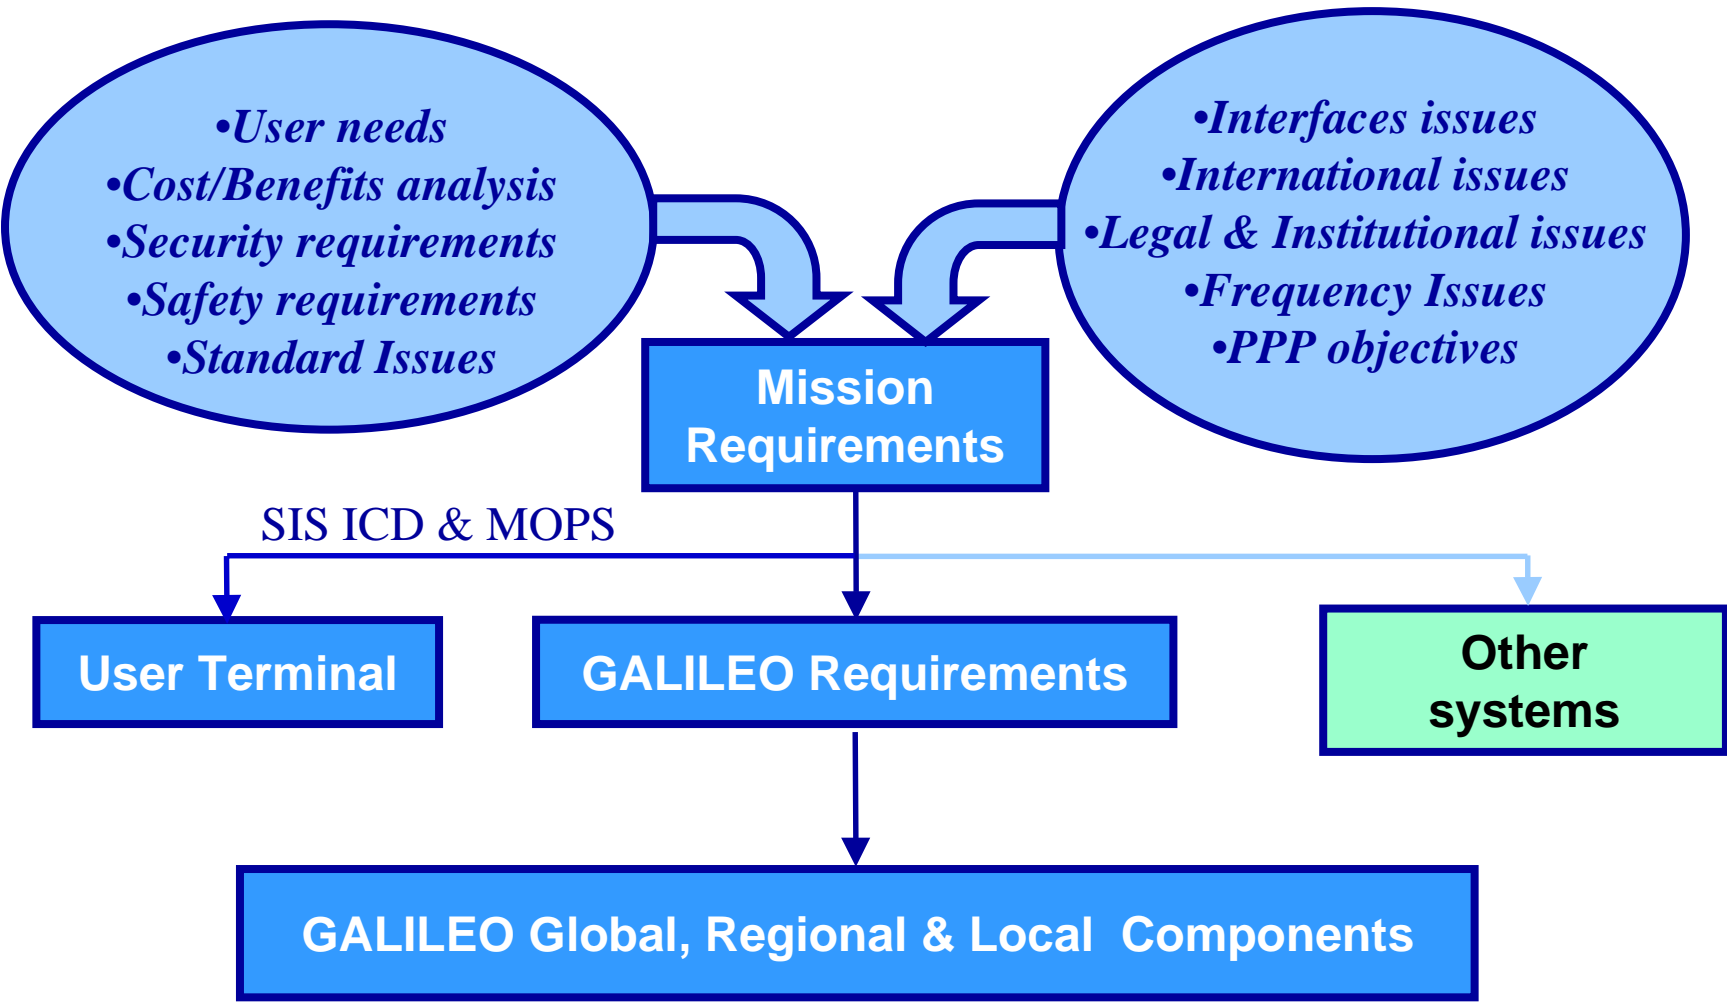 •User needs
•Cost/Benefits analysis
•Security requirements
•Safety requirements
•Standard Issues
•Interfaces issues
•International issues
•Legal & Institutional issues
•Frequency Issues
•PPP objectives
Mission
Requirements
SIS ICD & MOPS
User Terminal
GALILEO Requirements
Other
systems
GALILEO Global, Regional & Local Components